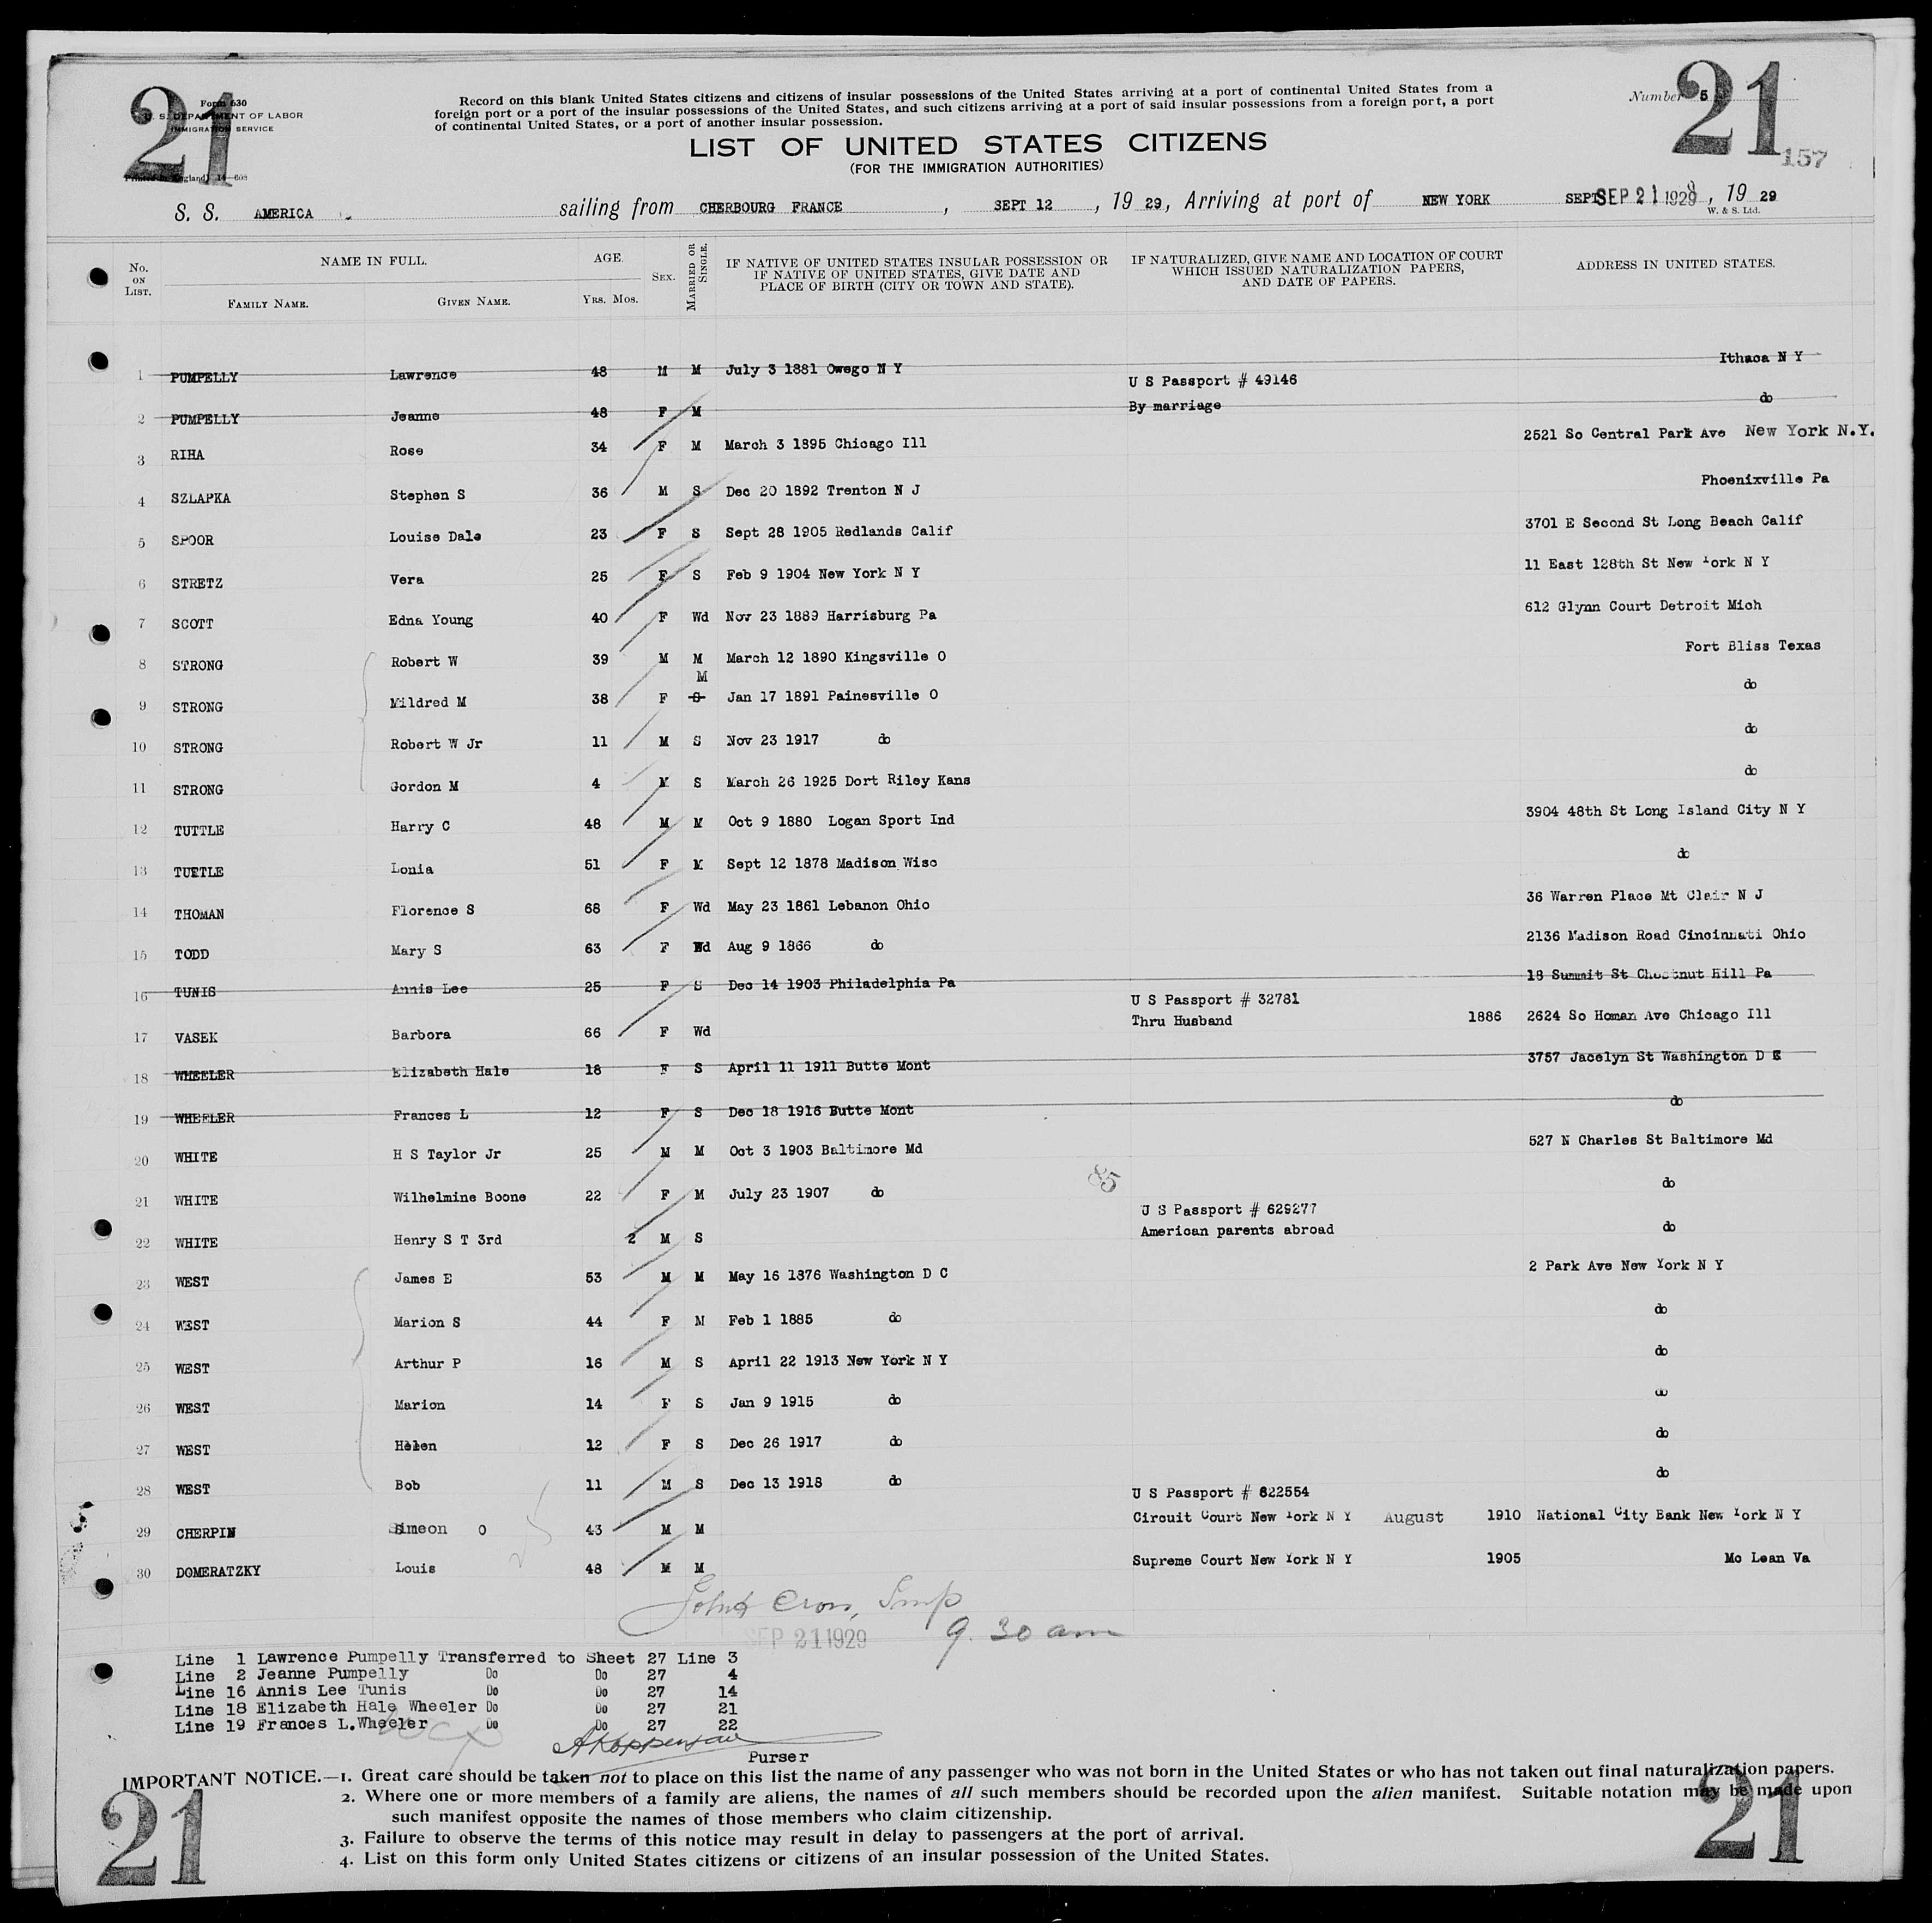 21
21
Form 630
U. S. DEPARTMENT OF LABOR
IMMIGRATION SERVICE
Record on this blank United States citizens and citizens of insular possessions of the United States arriving at a port of continental United States from a
foreign port or a port of the insular possessions of the United States, and such citizens arriving at a port of said insular possessions from a foreign port, a port
of continental United States, or a port of another insular possession.
Number 5
157
LIST OF UNITED STATES CITIZENS
(FOR THE IMMIGRATION AUTHORITIES)
S. S. AMERICA sailing from CHERBOURG FRANCE, SEPT 12, 19 29, Arriving at port of NEW YORK SEPT SEP 21 1929, 19 29
W. & S. Ltd.
No. ON LIST. NAME IN FULL. AGE. SEX. MARRIED OR SINGLE. IF NATIVE OF UNITED STATES INSULAR POSSESSION OR IF NATIVE OF UNITED STATES, GIVE DATE AND PLACE OF BIRTH (CITY OR TOWN AND STATE). IF NATURALIZED, GIVE NAME AND LOCATION OF COURT WHICH ISSUED NATURALIZATION PAPERS, AND DATE OF PAPERS. ADDRESS IN UNITED STATES.
FAMILY NAME. GIVEN NAME. YRS. MOS.
1 PUMPELLY Lawrence 48 M M July 3 1881 Owego N Y U S Passport # 49146 Ithaca N Y
2 PUMPELLY Jeanne 48 F M By marriage do
3 RIHA Rose 34 F M March 3 1895 Chicago Ill 2521 So Central Park Ave New York N.Y.
4 SZLAPKA Stephen S 36 M S Dec 20 1892 Trenton N J Phoenixville Pa
5 SPOOR Louise Dale 23 F S Sept 28 1905 Redlands Calif 3701 E Second St Long Beach Calif
6 STRETZ Vera 25 F S Feb 9 1904 New York N Y 11 East 128th St New York N Y
7 SCOTT Edna Young 40 F Wd Nov 23 1889 Harrisburg Pa 612 Glynn Court Detroit Mich
8 STRONG Robert W 39 M M March 12 1890 Kingsville O Fort Bliss Texas
M
9 STRONG Mildred M 38 F S Jan 17 1891 Painesville O do
10 STRONG Robert W Jr 11 M S Nov 23 1917 do do
11 STRONG Gordon M 4 M S March 26 1925 Dort Riley Kans do
12 TUTTLE Harry C 48 M M Oct 9 1880 Logan Sport Ind 3904 48th St Long Island City N Y
13 TUTTLE Lonia 51 F M Sept 12 1878 Madison Wisc do
14 THOMAN Florence S 68 F Wd May 23 1861 Lebanon Ohio 36 Warren Place Mt Clair N J
15 TODD Mary S 63 F Wd Aug 9 1866 do 2136 Madison Road Cincinnati Ohio
16 TUNIS Annis Lee 25 F S Dec 14 1903 Philadelphia Pa 18 Summit St Chestnut Hill Pa
U S Passport # 32781
17 VASEK Barbora 66 F Wd Thru Husband 1886 2624 So Homan Ave Chicago Ill
18 WHEELER Elizabeth Hale 18 F S April 11 1911 Butte Mont 3757 Jocelyn St Washington D C
19 WHEELER Frances L 12 F S Dec 18 1916 Butte Mont do
20 WHITE H S Taylor Jr 25 M M Oct 3 1903 Baltimore Md 527 N Charles St Baltimore Md
85
21 WHITE Wilhelmine Boone 22 F M July 23 1907 do do
U S Passport # 629277
22 WHITE Henry S T 3rd 2 M S American parents abroad do
23 WEST James E 53 M M May 16 1876 Washington D C 2 Park Ave New York N Y
24 WEST Marion S 44 F M Feb 1 1885 do do
25 WEST Arthur P 16 M S April 22 1913 New York N Y do
26 WEST Marion 14 F S Jan 9 1915 do do
27 WEST Helen 12 F S Dec 26 1917 do do
28 WEST Bob 11 M S Dec 13 1918 do do
U S Passport # 622554
29 CHERPIN Simeon O 43 M M Circuit Court New York N Y August 1910 National City Bank New York N Y
30 DOMERATZKY Louis 48 M M Supreme Court New York N Y 1905 Mc Lean Va
25
John Cron, Insp
SEP 21 1929 9.30 am
Line 1 Lawrence Pumpelly Transferred to Sheet 27 Line 3
Line 2 Jeanne Pumpelly Do Do 27 4
Line 16 Annis Lee Tunis Do Do 27 14
Line 18 Elizabeth Hale Wheeler Do Do 27 21
Line 19 Frances L.Wheeler Do Do 27 22
Purser
IMPORTANT NOTICE.—1. Great care should be taken not to place on this list the name of any passenger who was not born in the United States or who has not taken out final naturalization papers.
2. Where one or more members of a family are aliens, the names of all such members should be recorded upon the alien manifest. Suitable notation may be made upon
such manifest opposite the names of those members who claim citizenship.
3. Failure to observe the terms of this notice may result in delay to passengers at the port of arrival.
4. List on this form only United States citizens or citizens of an insular possession of the United States.
21
21